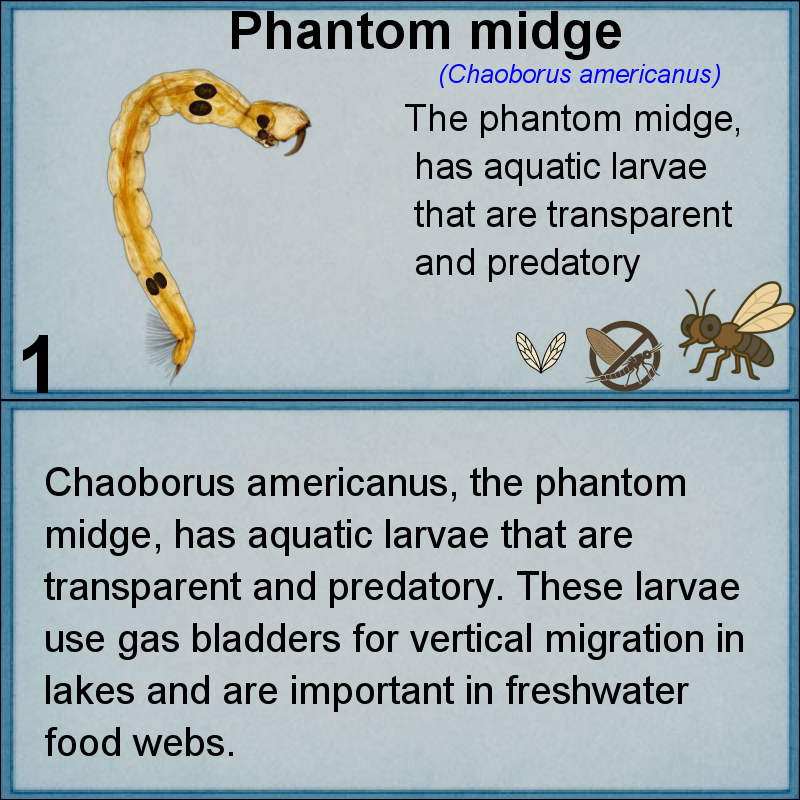 Phantom midge
(Chaoborus americanus)
The phantom midge,
has aquatic larvae
that are transparent
and predatory
1
Chaoborus americanus, the phantom
midge, has aquatic larvae that are
transparent and predatory. These larvae
use gas bladders for vertical migration in
lakes and are important in freshwater
food webs.